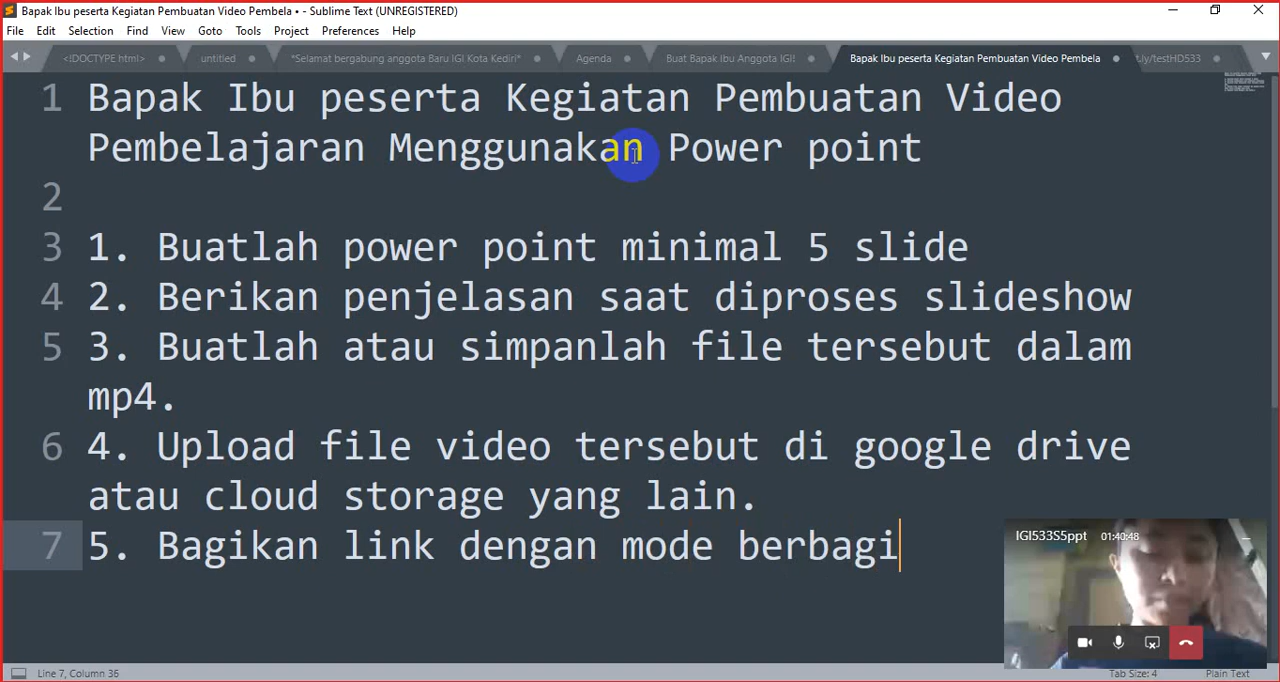 Bapak Ibu peserta Kegiatan Pembuatan Video Pembela • - Sublime Text (UNREGISTERED)
File Edit Selection Find View Goto Tools Project Preferences Help
<!DOCTYPE html> untitled *Selamat bergabung anggota Baru IGI Kota Kediri* Agenda Buat Bapak Ibu Anggota IGI! Bapak Ibu peserta Kegiatan Pembuatan Video Pembela t.ly/testHD533
1 Bapak Ibu peserta Kegiatan Pembuatan Video
Pembelajaran Menggunakan Power point
2
3 1. Buatlah power point minimal 5 slide
4 2. Berikan penjelasan saat diproses slideshow
5 3. Buatlah atau simpanlah file tersebut dalam
mp4.
6 4. Upload file video tersebut di google drive
atau cloud storage yang lain.
7 5. Bagikan link dengan mode berbagi
IGI533S5ppt 01:40:48
Line 7, Column 36 Tab Size: 4 Plain Text